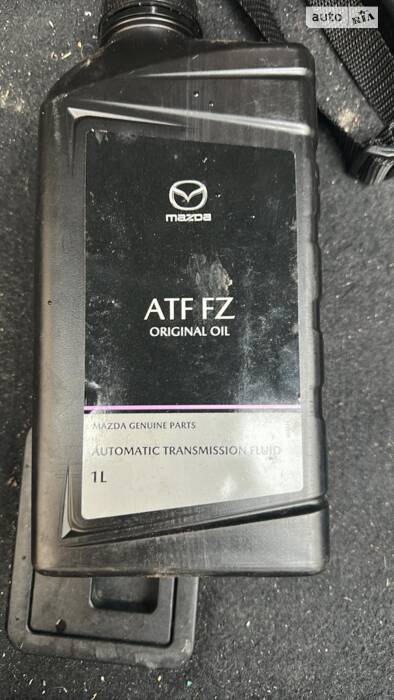 auto RIA
mazda
ATF FZ
ORIGINAL OIL
MAZDA GENUINE PARTS
AUTOMATIC TRANSMISSION FLUID
1L